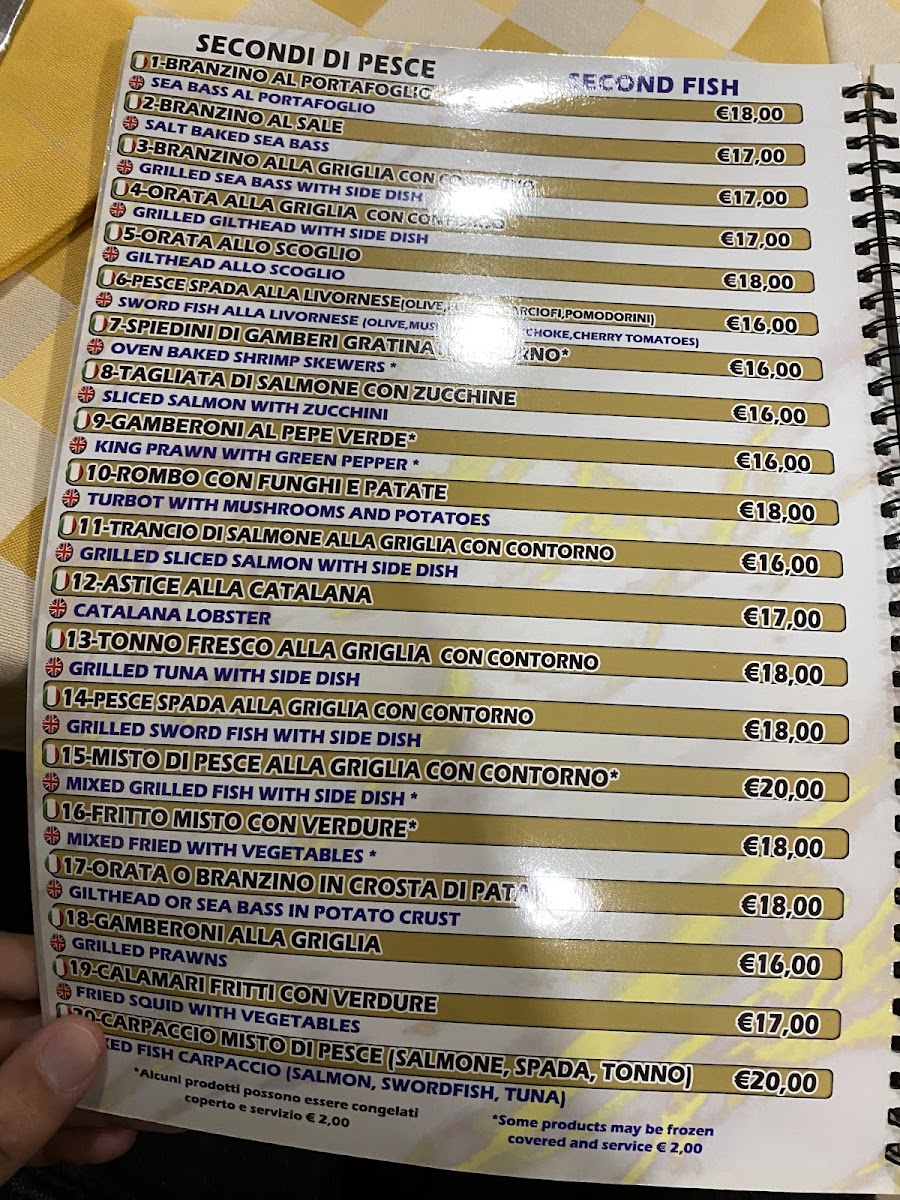 SECONDI DI PESCE
SECOND FISH
1-BRANZINO AL PORTAFOGLIO €18,00
SEA BASS AL PORTAFOGLIO
2-BRANZINO AL SALE €17,00
SALT BAKED SEA BASS
3-BRANZINO ALLA GRIGLIA CON CONTORNO €17,00
GRILLED SEA BASS WITH SIDE DISH
4-ORATA ALLA GRIGLIA CON CONTORNO €17,00
GRILLED GILTHEAD WITH SIDE DISH
5-ORATA ALLO SCOGLIO €18,00
GILTHEAD ALLO SCOGLIO
6-PESCE SPADA ALLA LIVORNESE(OLIVE, POMODORINI) €16,00
SWORD FISH ALLA LIVORNESE (OLIVE, CHERRY TOMATOES)
7-SPIEDINI DI GAMBERI €16,00
OVEN BAKED SHRIMP SKEWERS *
8-TAGLIATA DI SALMONE CON ZUCCHINE €16,00
SLICED SALMON WITH ZUCCHINI
9-GAMBERONI AL PEPE VERDE* €16,00
KING PRAWN WITH GREEN PEPPER *
10-ROMBO CON FUNGHI E PATATE €18,00
TURBOT WITH MUSHROOMS AND POTATOES
11-TRANCIO DI SALMONE ALLA GRIGLIA CON CONTORNO €16,00
GRILLED SLICED SALMON WITH SIDE DISH
12-ASTICE ALLA CATALANA €17,00
CATALANA LOBSTER
13-TONNO FRESCO ALLA GRIGLIA CON CONTORNO €18,00
GRILLED TUNA WITH SIDE DISH
14-PESCE SPADA ALLA GRIGLIA CON CONTORNO €18,00
GRILLED SWORD FISH WITH SIDE DISH
15-MISTO DI PESCE ALLA GRIGLIA CON CONTORNO* €20,00
MIXED GRILLED FISH WITH SIDE DISH *
16-FRITTO MISTO CON VERDURE* €18,00
MIXED FRIED WITH VEGETABLES *
17-ORATA O BRANZINO IN CROSTA DI €18,00
GILTHEAD OR SEA BASS IN POTATO CRUST
18-GAMBERONI ALLA GRIGLIA €16,00
GRILLED PRAWNS
19-CALAMARI FRITTI CON VERDURE €17,00
FRIED SQUID WITH VEGETABLES
20-CARPACCIO MISTO DI PESCE (SALMONE, SPADA, TONNO) €20,00
FISH CARPACCIO (SALMON, SWORDFISH, TUNA)
*Alcuni prodotti possono essere congelati
coperto e servizio € 2,00
*Some products may be frozen
covered and service € 2,00